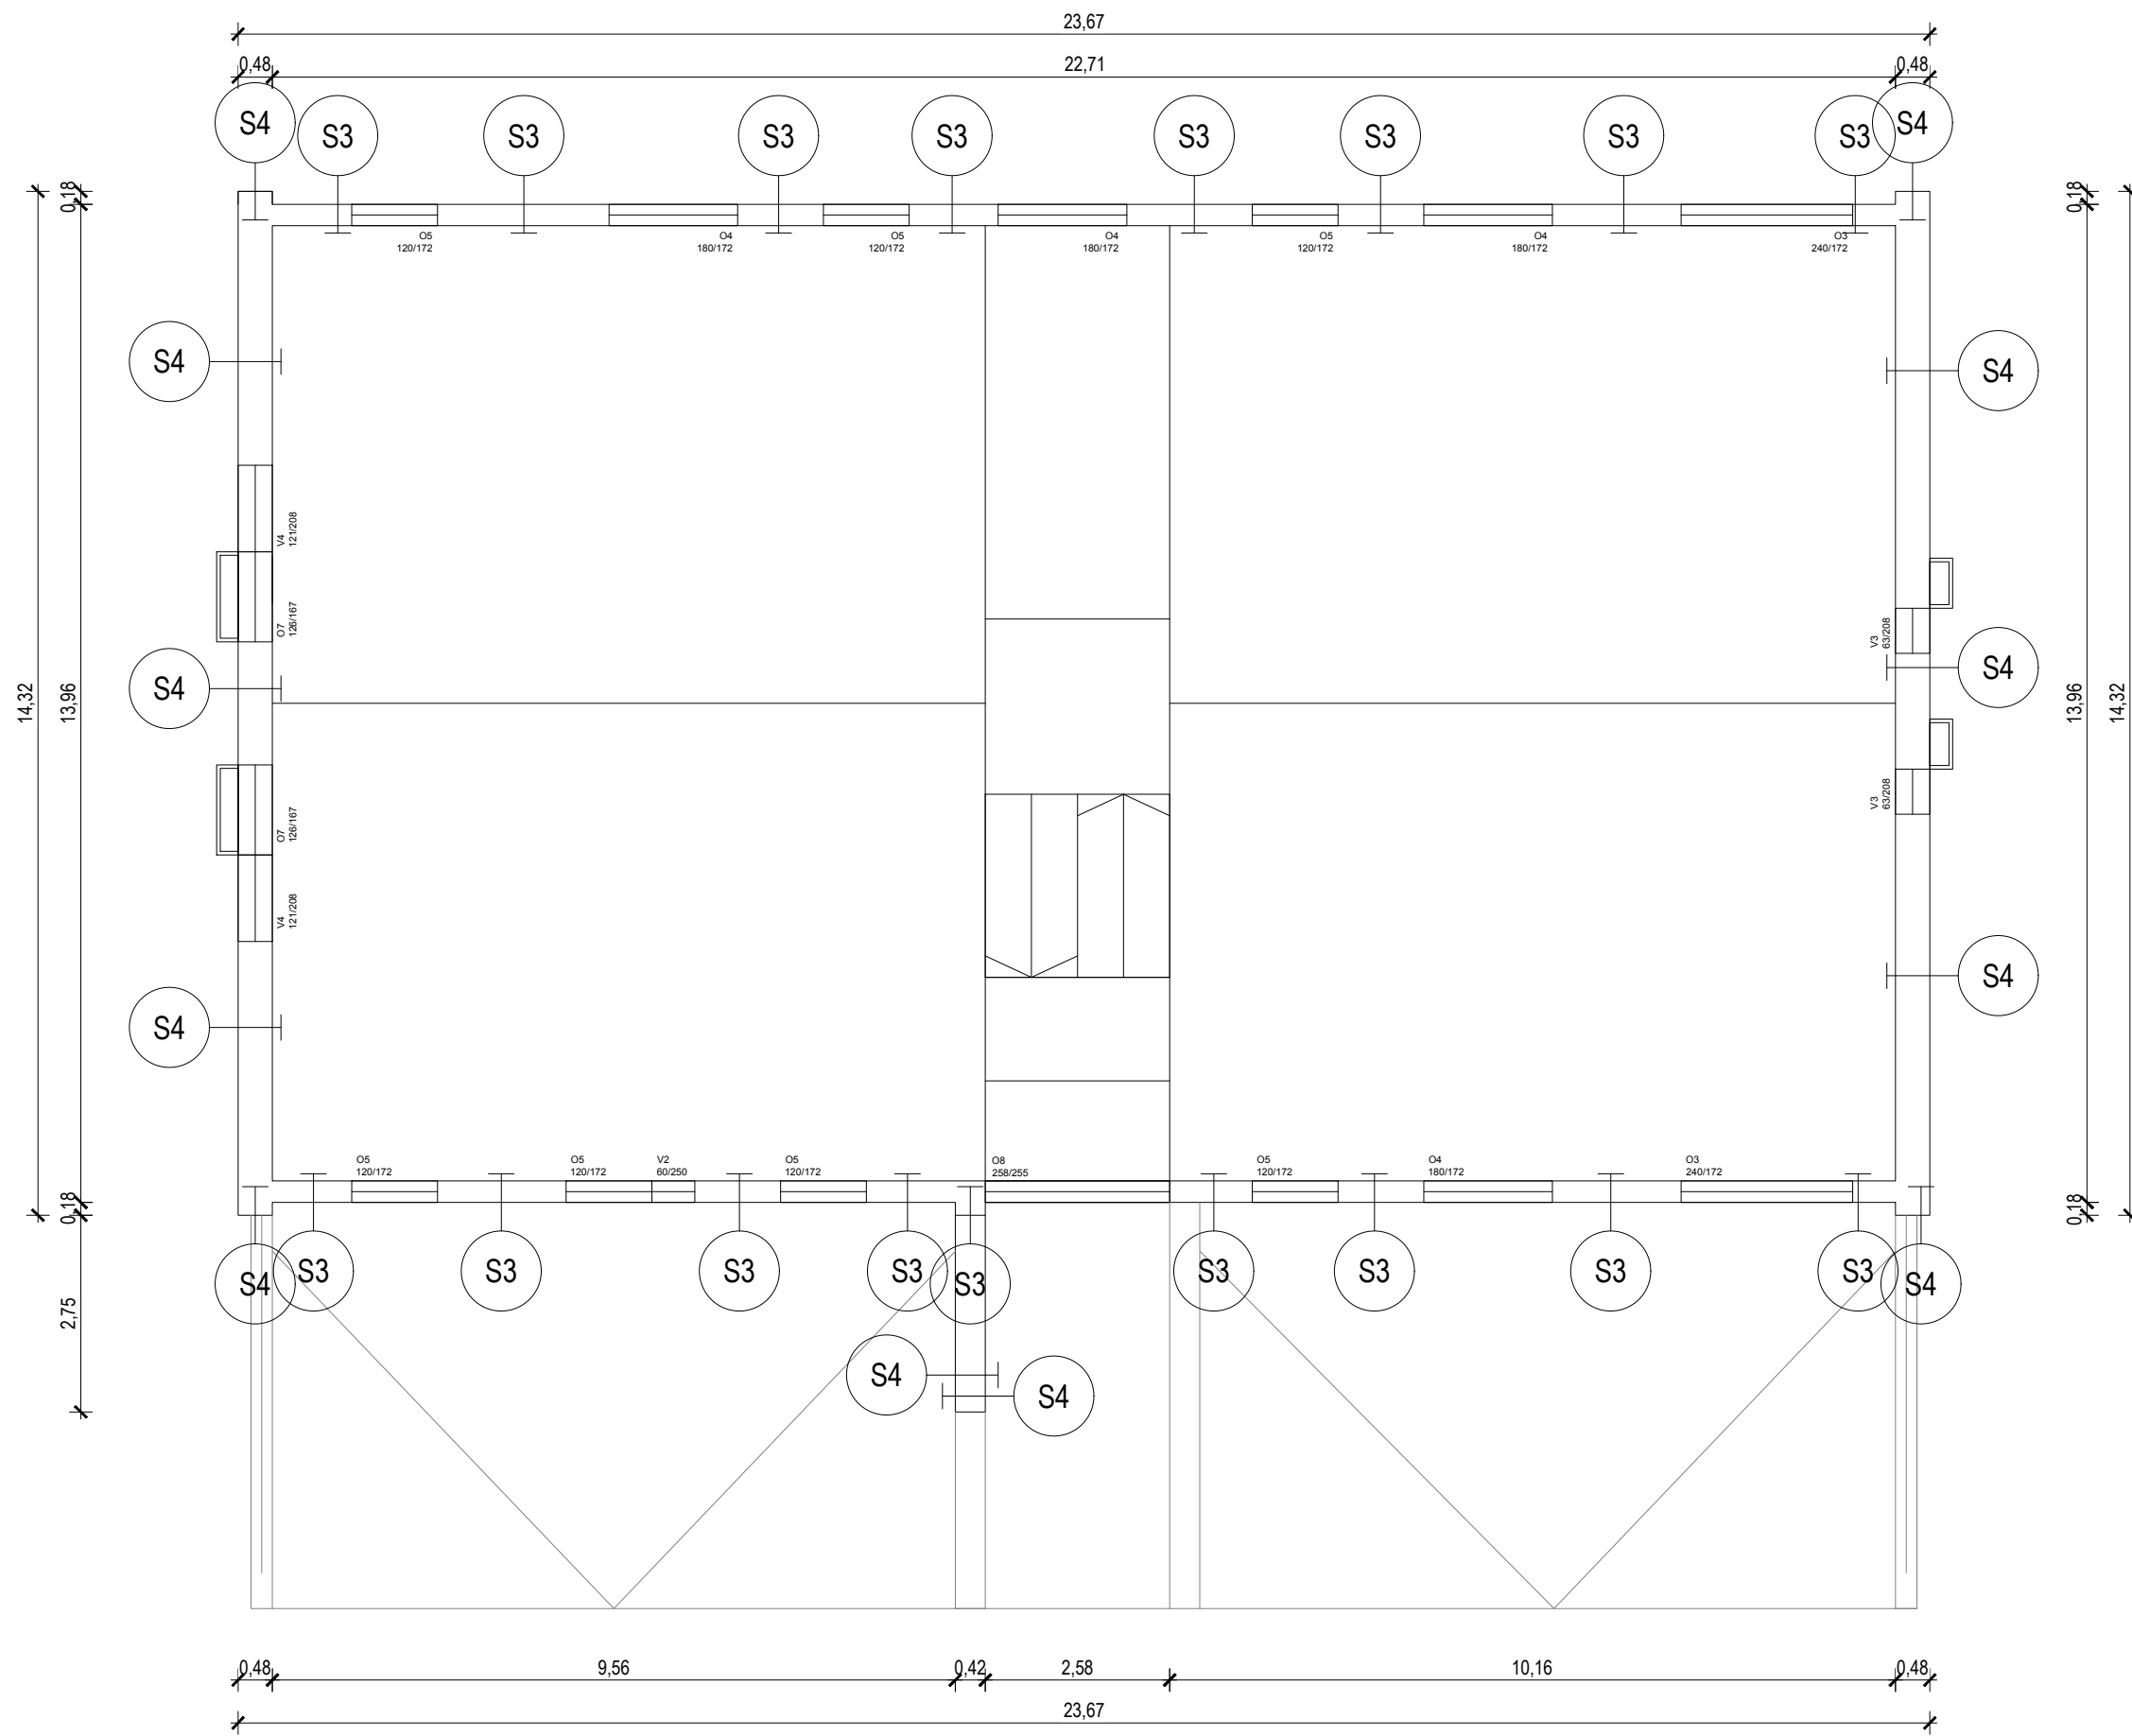 23,67
0,48 22,71 0,48
S4 S3 S3 S3 S3 S3 S3 S3 S3 S4
0,18 0,18
O5 O4 O5 O4 O5 O4 O3
120/172 180/172 120/172 180/172 120/172 180/172 240/172
S4 S4
V4
121/208
O7
126/167
V3
63/208
S4 S4
14,32 13,96 13,96 14,32
O7
126/167
V3
63/208
V4
121/208
S4 S4
O5 O5 V2 O5 O8 O5 O4 O3
120/172 120/172 60/250 120/172 258/255 120/172 180/172 240/172
0,18 0,18
S4 S3 S3 S3 S3 S3 S3 S3 S3 S3 S4
2,75
S4 S4
0,48 9,56 0,42 2,58 10,16 0,48
23,67